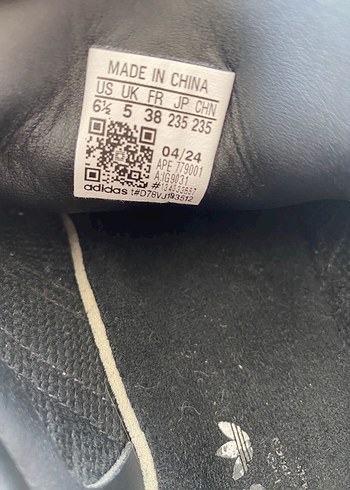 MADE IN CHINA
US UK FR JP CHN
6½ 5 38 235 235
04/24
APE 779001
A:IG9031
adidas